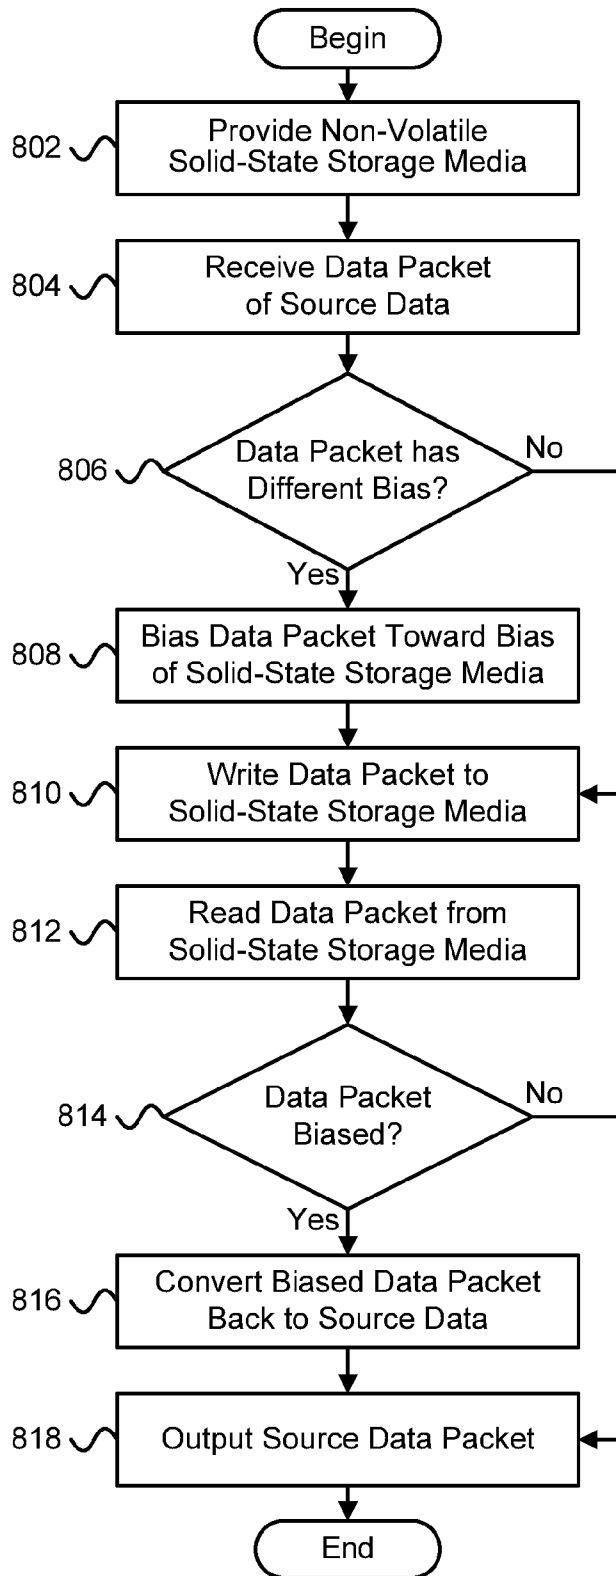 Begin
802
Provide Non-Volatile
Solid-State Storage Media
804
Receive Data Packet
of Source Data
806
Data Packet has
Different Bias?
No
Yes
808
Bias Data Packet Toward Bias
of Solid-State Storage Media
810
Write Data Packet to
Solid-State Storage Media
812
Read Data Packet from
Solid-State Storage Media
814
Data Packet
Biased?
No
Yes
816
Convert Biased Data Packet
Back to Source Data
818
Output Source Data Packet
End